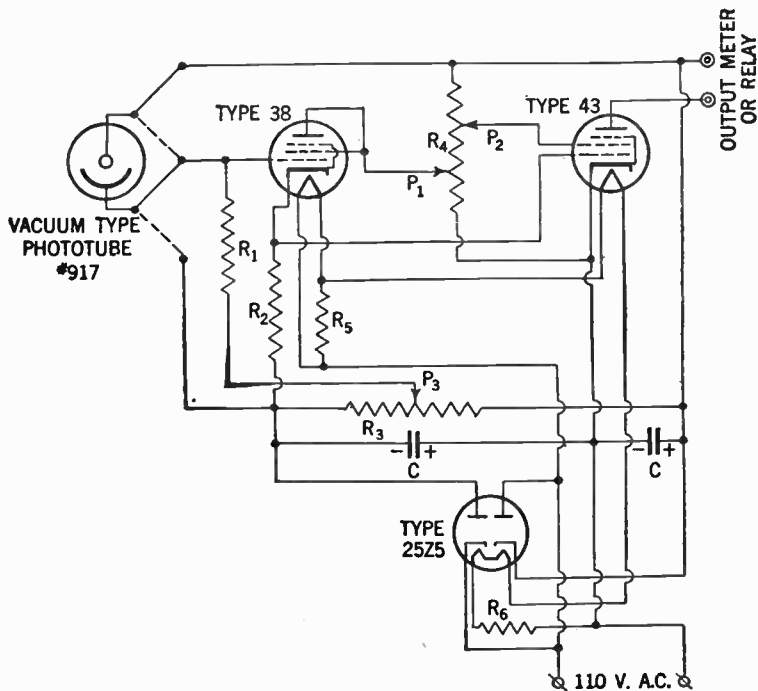 OUTPUT METER
OR RELAY
TYPE 38
TYPE 43
R4
P2
P1
VACUUM TYPE
PHOTOTUBE
#917
R1
R2
R5
P3
R3
- +
C
- +
C
TYPE
25Z5
R6
110 V. A.C.